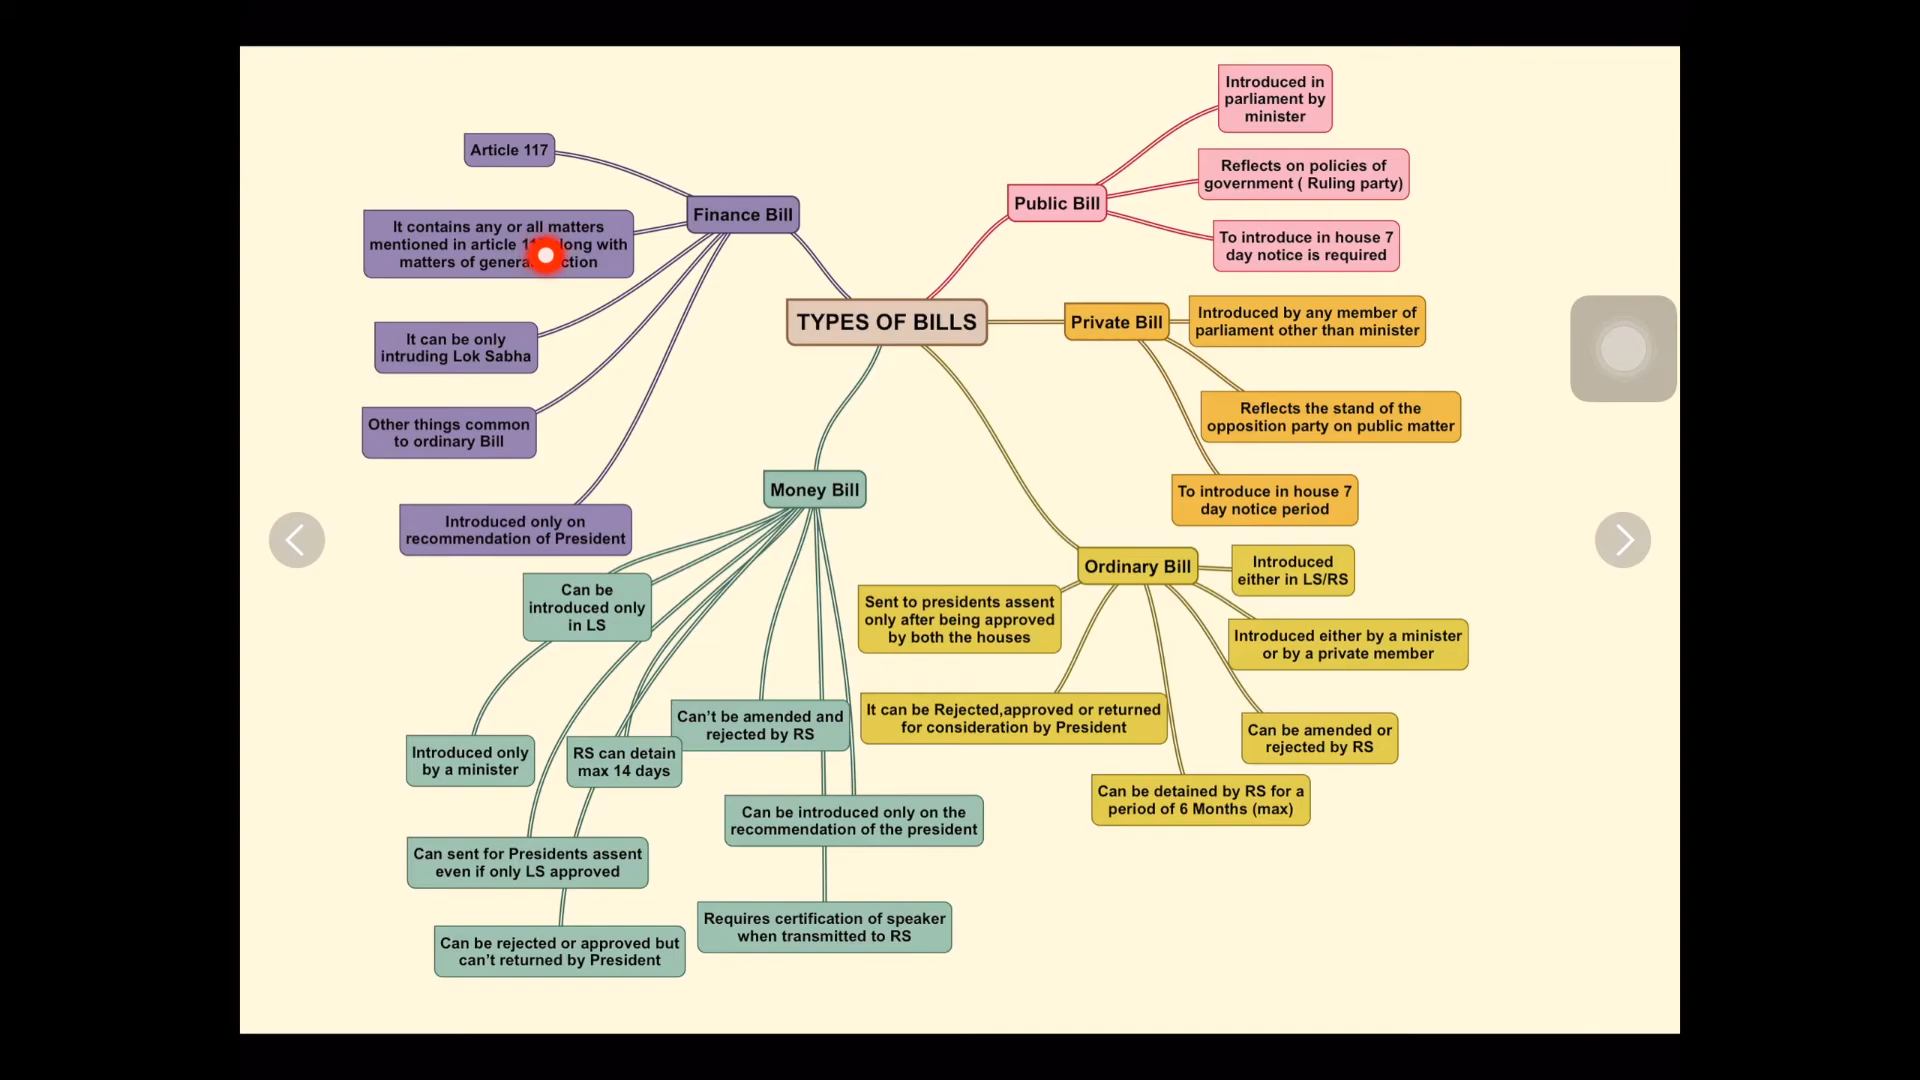 TYPES OF BILLS
Finance Bill
Article 117
It contains any or all matters
mentioned in article with
matters of
It can be only
intruding Lok Sabha
Other things common
to ordinary Bill
Introduced only on
recommendation of President
Public Bill
Introduced in
parliament by
minister
Reflects on policies of
government ( Ruling party)
To introduce in house 7
day notice is required
Private Bill
Introduced by any member of
parliament other than minister
Reflects the stand of the
opposition party on public matter
To introduce in house 7
day notice period
Money Bill
Can be
introduced only
in LS
Introduced only
by a minister
RS can detain
max 14 days
Can’t be amended and
rejected by RS
Can sent for Presidents assent
even if only LS approved
Can be introduced only on the
recommendation of the president
Can be rejected or approved but
can’t returned by President
Requires certification of speaker
when transmitted to RS
Ordinary Bill
Introduced
either in LS/RS
Sent to presidents assent
only after being approved
by both the houses
Introduced either by a minister
or by a private member
It can be Rejected,approved or returned
for consideration by President
Can be amended or
rejected by RS
Can be detained by RS for a
period of 6 Months (max)